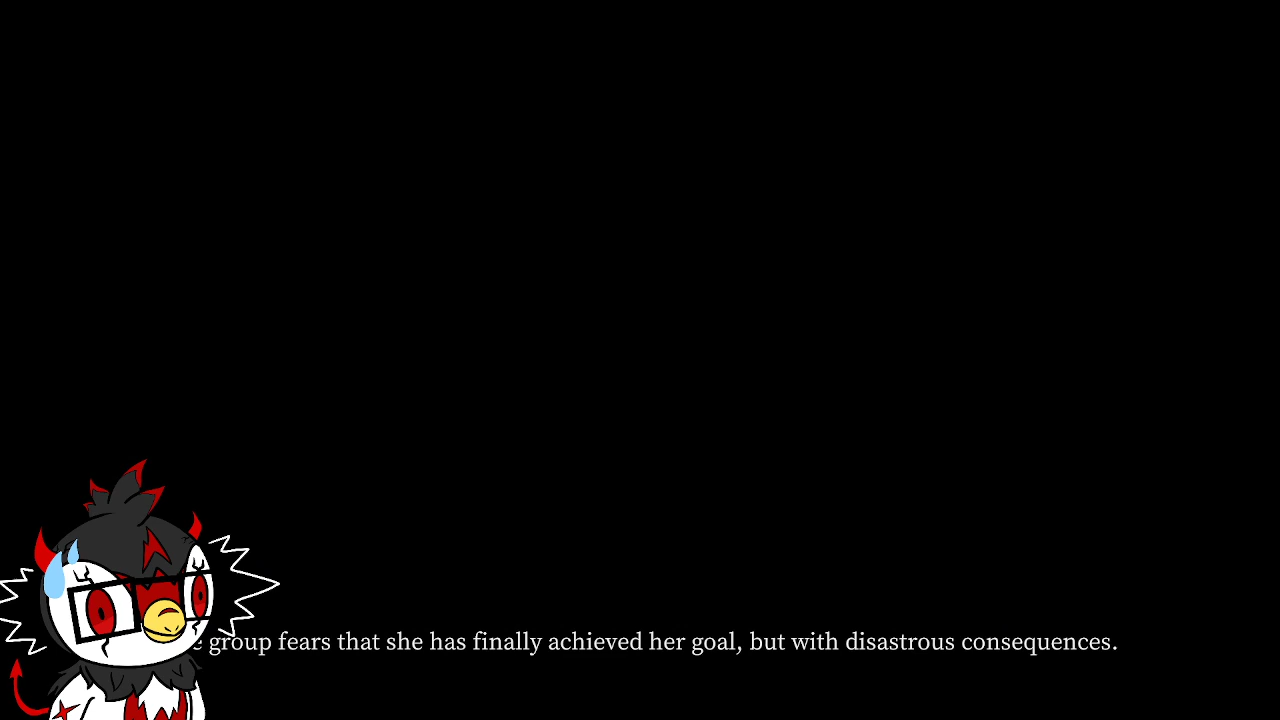 group fears that she has finally achieved her goal, but with disastrous consequences.